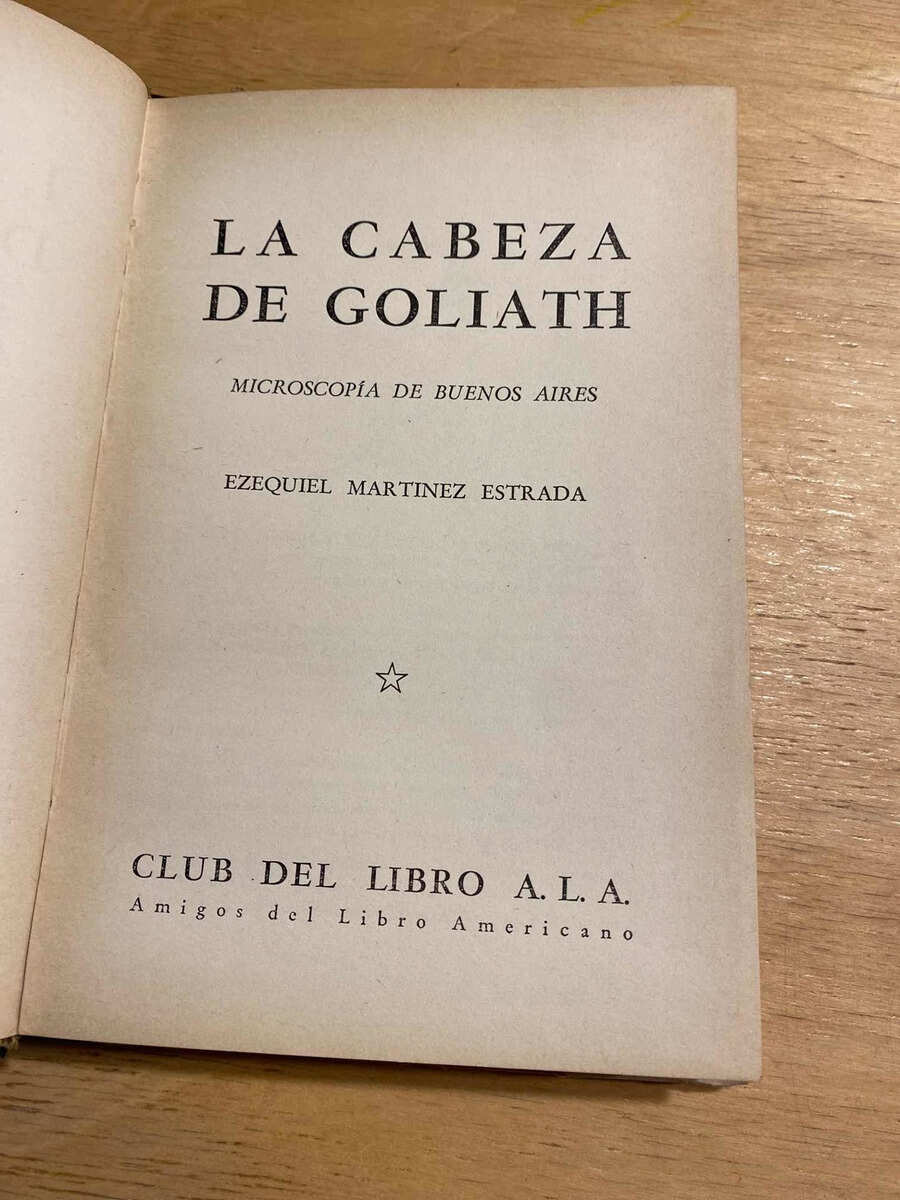 LA CABEZA
DE GOLIATH
MICROSCOPÍA DE BUENOS AIRES
EZEQUIEL MARTINEZ ESTRADA
CLUB DEL LIBRO A. L. A.
Amigos del Libro Americano